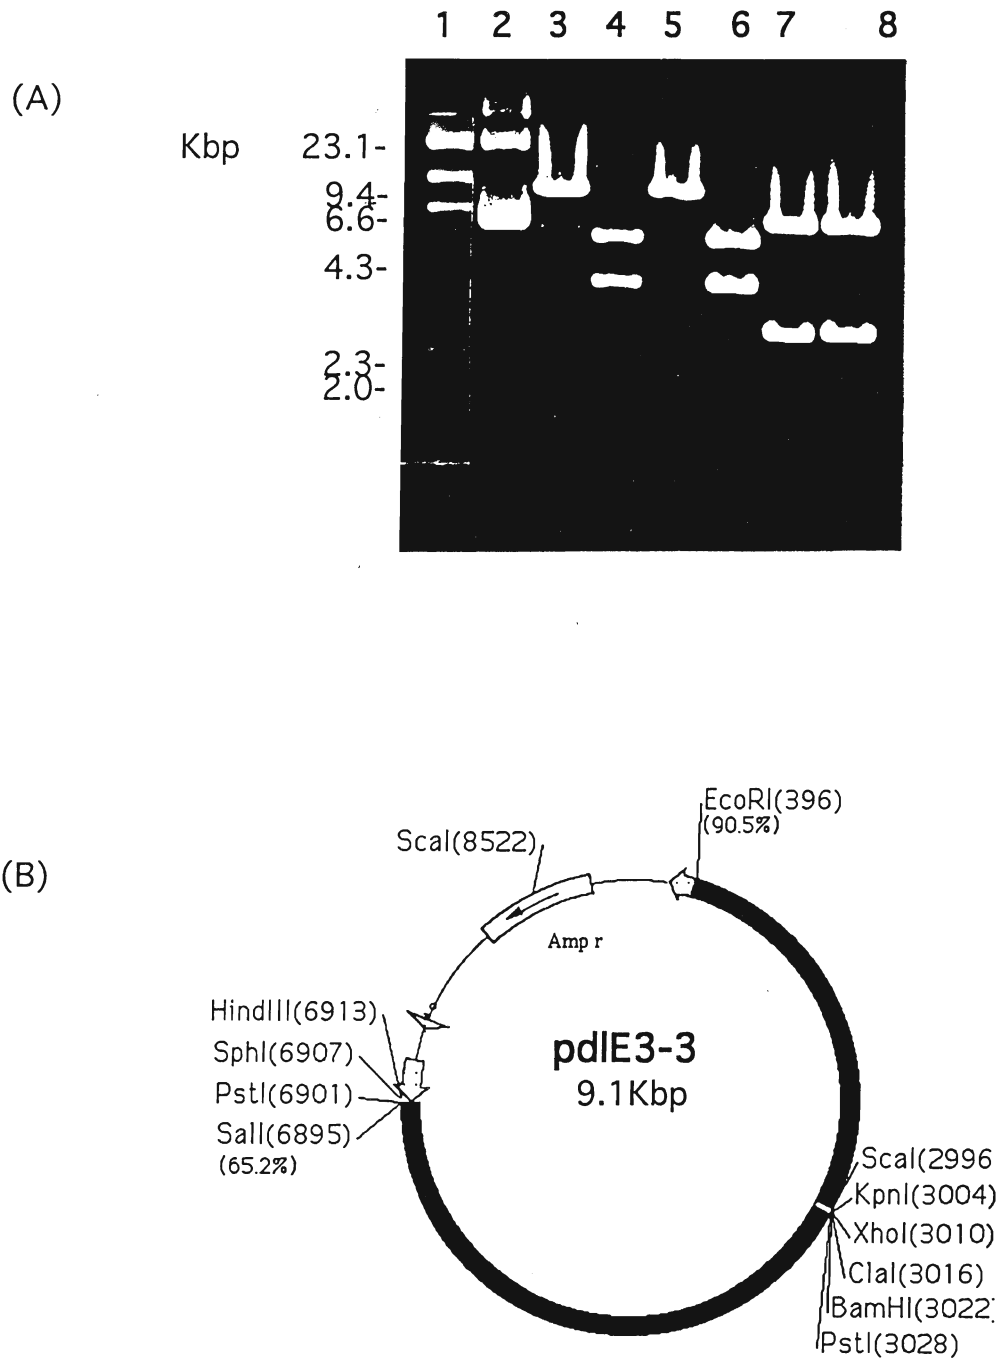 1 2 3 4 5 6 7 8
(A)
Kbp 23.1-
9.4-
6.6-
4.3-
2.3-
2.0-
(B)
EcoRI(396)
(90.5%)
ScaI(8522)
Amp r
HindIII(6913)
SphI(6907)
PstI(6901)
SalI(6895)
(65.2%)
pdlE3-3
9.1Kbp
ScaI(2996
KpnI(3004)
XhoI(3010)
ClaI(3016)
BamHI(3022)
PstI(3028)